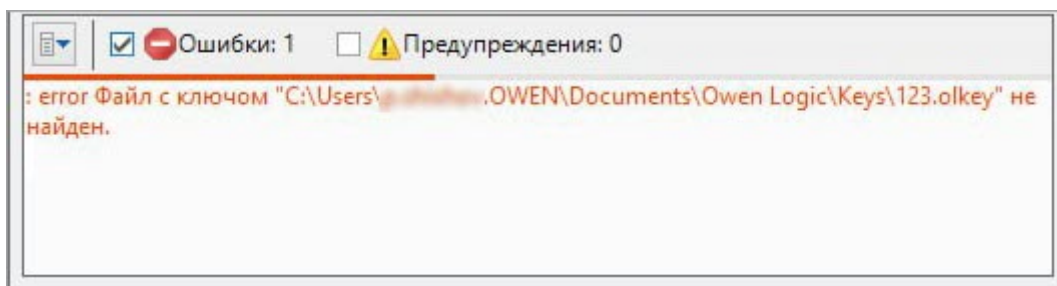 Ошибки: 1 Предупреждения: 0
: error Файл с ключом "C:\Users\ .OWEN\Documents\Owen Logic\Keys\123.olkey" не
найден.